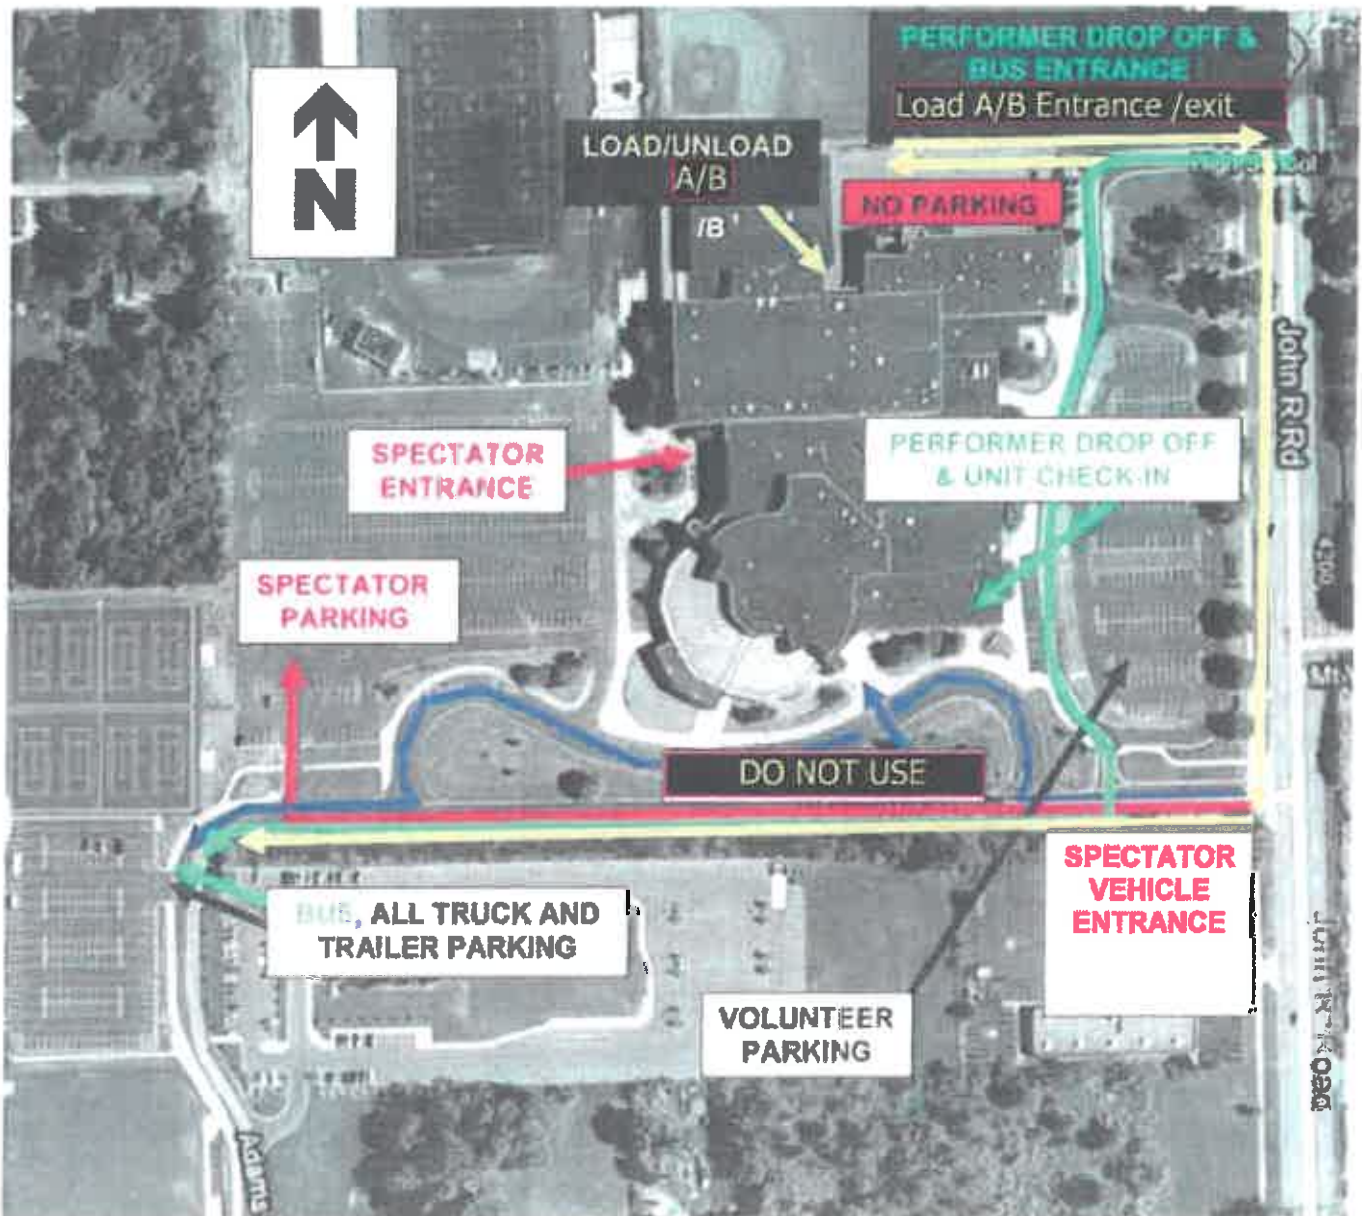 PERFORMER DROP OFF &
BUS ENTRANCE
Load A/B Entrance /exit
N
LOAD/UNLOAD
A/B
/B
NO PARKING
John R Rd
SPECTATOR
ENTRANCE
PERFORMER DROP OFF
& UNIT CHECK-IN
SPECTATOR
PARKING
DO NOT USE
SPECTATOR
VEHICLE
ENTRANCE
BUS, ALL TRUCK AND
TRAILER PARKING
VOLUNTEER
PARKING
Adams